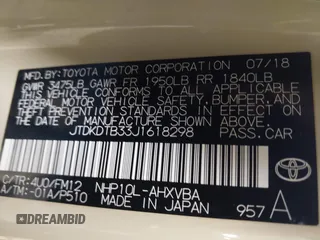 MFD. BY: TOYOTA MOTOR CORPORATION 07/18
GVWR 3475LB GAWR FR 1950LB RR 1840LB
THIS VEHICLE CONFORMS TO ALL APPLICABLE
FEDERAL MOTOR VEHICLE SAFETY, BUMPER, AND
THEFT PREVENTION STANDARDS IN EFFECT ON
THE DATE OF MANUFACTURE SHOWN ABOVE.
JTDKDTB33J1618298 PASS.CAR
C/TR: 4U0/FM12
A/TM: -01A/P510
NHP10L-AHXVBA
MADE IN JAPAN
957A
TOYOTA
DREAMBID